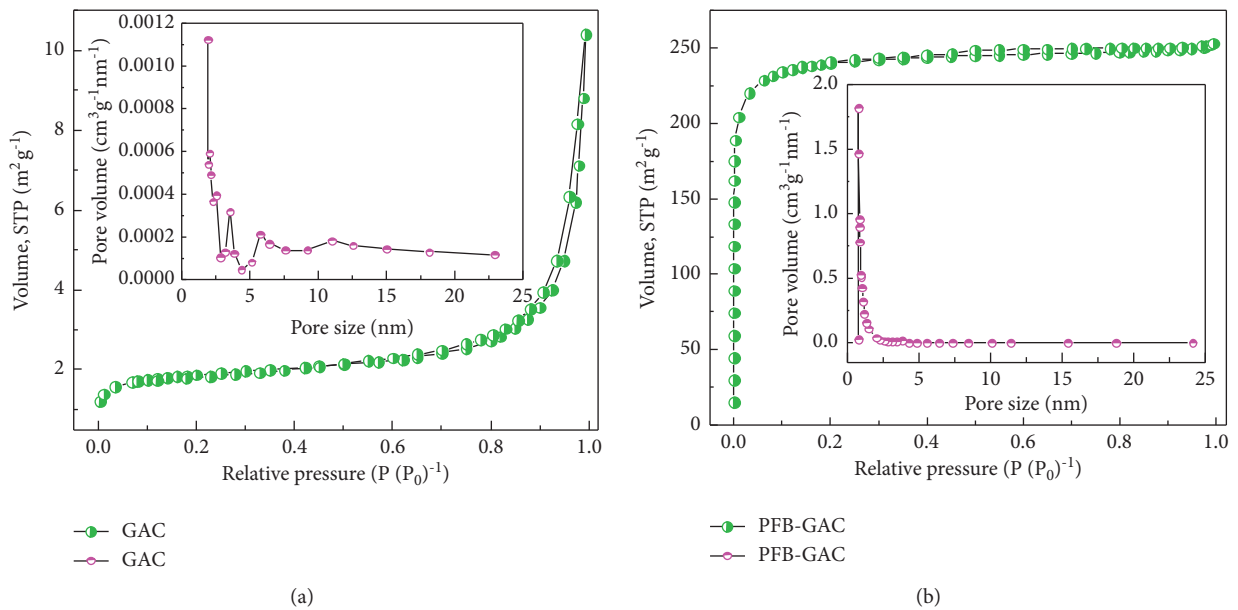 10
8
6
4
2
Volume, STP (m²g⁻¹)
0.0 0.2 0.4 0.6 0.8 1.0
Relative pressure (P (P₀)⁻¹)
0.0012
0.0010
0.0008
0.0006
0.0004
0.0002
0.0000
Pore volume (cm³g⁻¹nm⁻¹)
0 5 10 15 20 25
Pore size (nm)
GAC
GAC
(a)
250
200
150
100
50
0
Volume, STP (m²g⁻¹)
0.0 0.2 0.4 0.6 0.8 1.0
Relative pressure (P (P₀)⁻¹)
2.0
1.5
1.0
0.5
0.0
Pore volume (cm³g⁻¹nm⁻¹)
0 5 10 15 20 25
Pore size (nm)
PFB-GAC
PFB-GAC
(b)